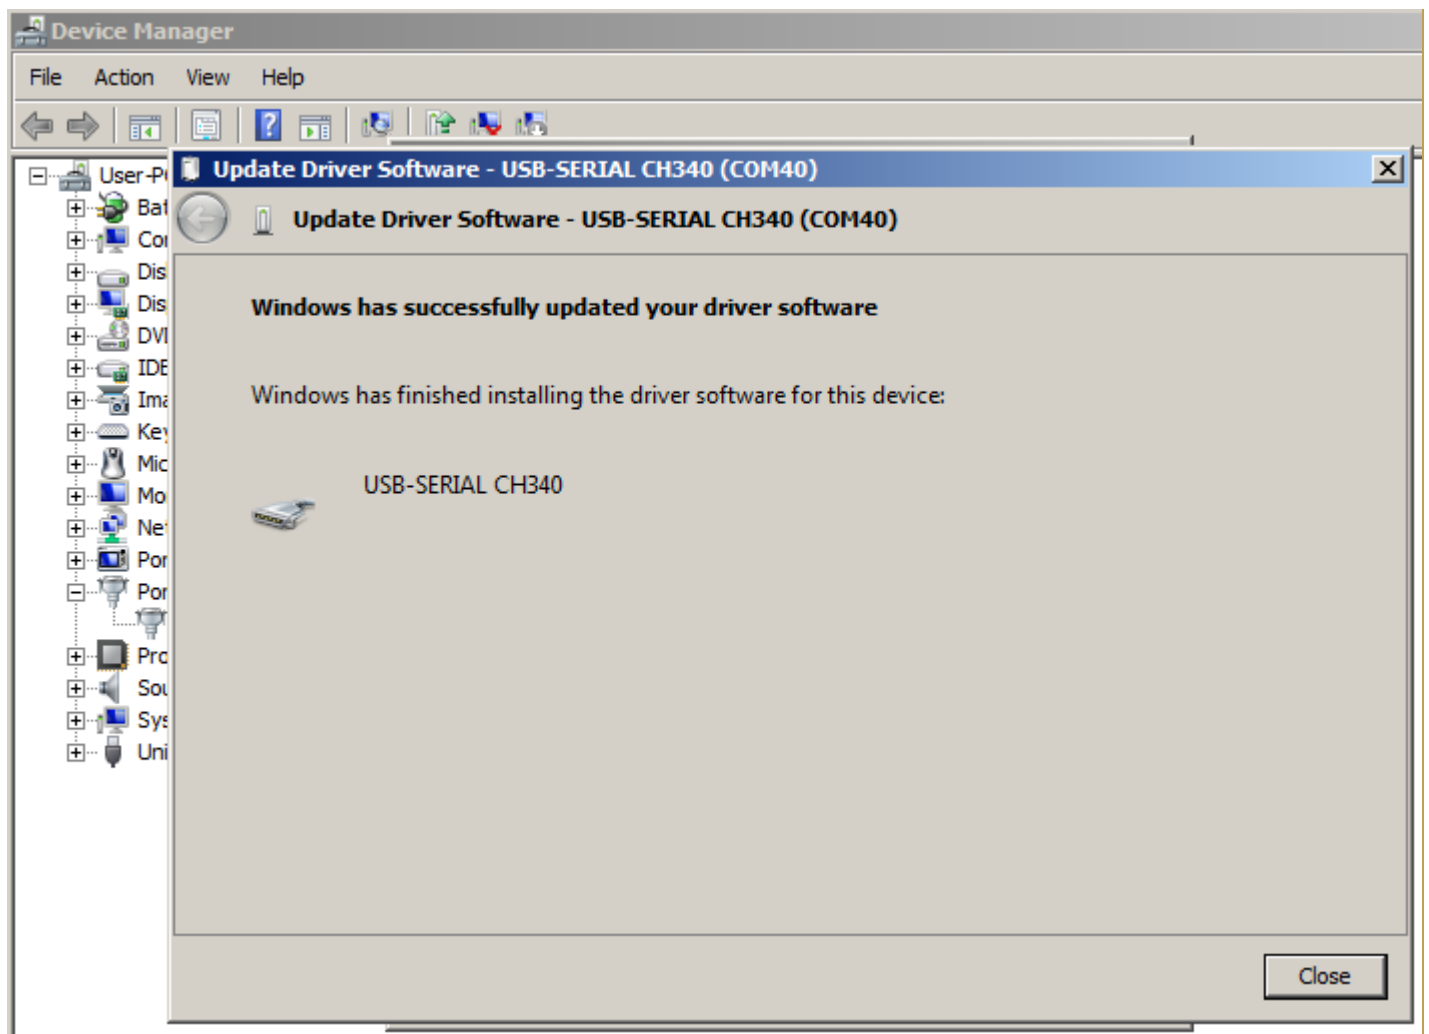 Device Manager
File Action View Help
Update Driver Software - USB-SERIAL CH340 (COM40)
Update Driver Software - USB-SERIAL CH340 (COM40)
Windows has successfully updated your driver software
Windows has finished installing the driver software for this device:
USB-SERIAL CH340
User-P
Bat
Co
Dis
Dis
DV
IDE
Ima
Key
Mic
Mo
Ne
Por
Por
Pro
Sou
Sys
Uni
Close